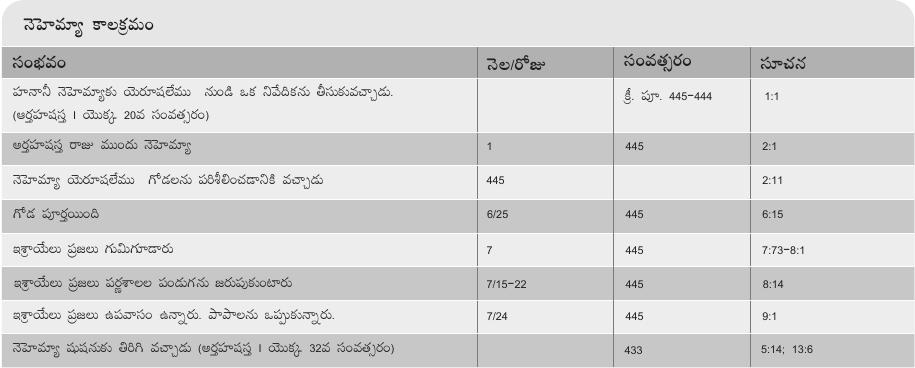 నెహెమ్యా కాలక్రమం
సంభవం నెల/రోజు సంవత్సరం సూచన
హనానీ నెహెమ్యాకు యెరూషలేము నుండి ఒక నివేదికను తీసుకువచ్చాడు. క్రీ. పూ. 445–444 1:1
(ఆర్తహషస్త I యొక్క 20వ సంవత్సరం)
అర్తహషస్త రాజు ముందు నెహెమ్యా 1 445 2:1
నెహెమ్యా యెరూషలేము గోడలను పరిశీలించడానికి వచ్చాడు 445 2:11
గోడ పూర్తయింది 6/25 445 6:15
ఇశ్రాయేలు ప్రజలు గుమిగూడారు 7 445 7:73–8:1
ఇశ్రాయేలు ప్రజలు పర్ణశాలల పండుగను జరుపుకుంటారు 7/15–22 445 8:14
ఇశ్రాయేలు ప్రజలు ఉపవాసం ఉన్నారు. పాపాలను ఒప్పుకున్నారు. 7/24 445 9:1
నెహెమ్యా షుషనుకు తిరిగి వచ్చాడు (అర్తహషస్త I యొక్క 32వ సంవత్సరం) 433 5:14; 13:6